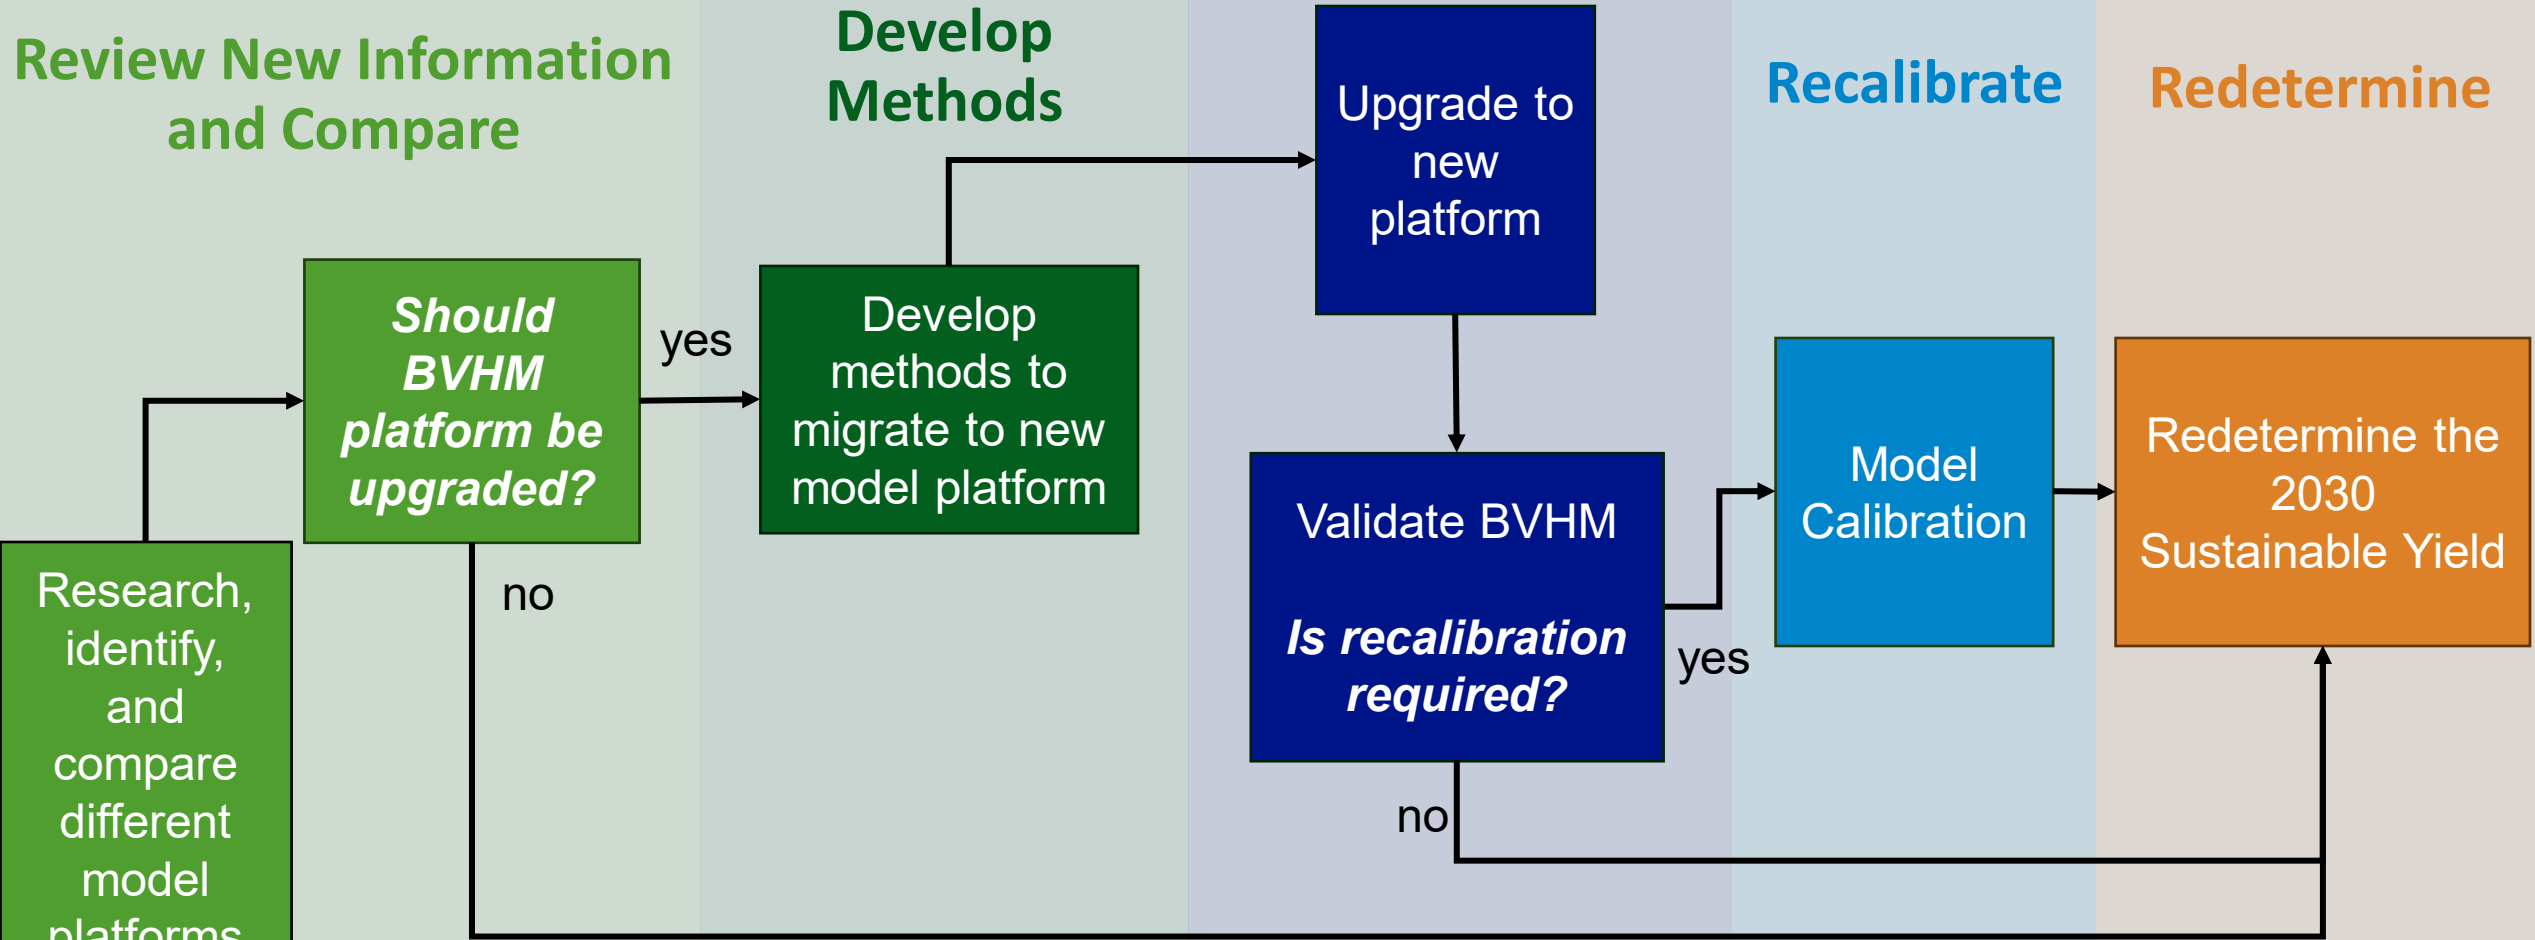 Review New Information
and Compare
Develop
Methods
Recalibrate
Redetermine
Research,
identify,
and
compare
different
model
platforms
Should
BVHM
platform be
upgraded?
yes
no
Develop
methods to
migrate to new
model platform
Upgrade to
new
platform
Validate BVHM
Is recalibration
required?
yes
no
Model
Calibration
Redetermine the
2030
Sustainable Yield